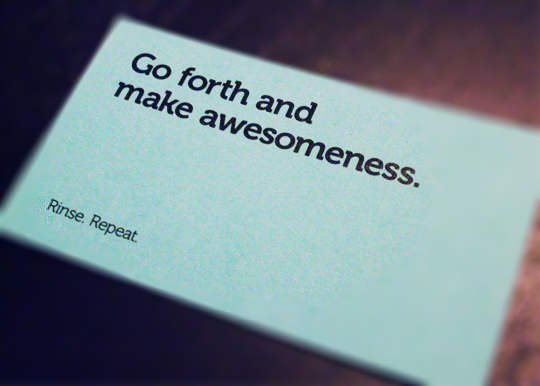 Go forth and
make awesomeness.
Rinse. Repeat.